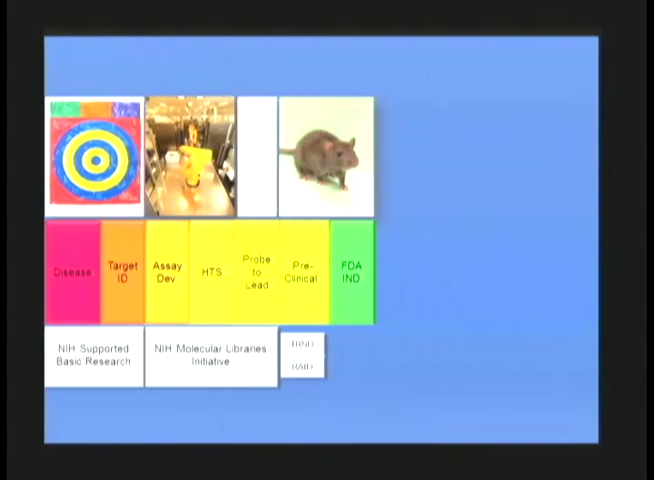 Disease
Target
ID
Assay
Dev
HTS
Probe
to
Lead
Pre-
Clinical
FDA
IND
NIH Supported
Basic Research
NIH Molecular Libraries
Initiative
TRND
RAID